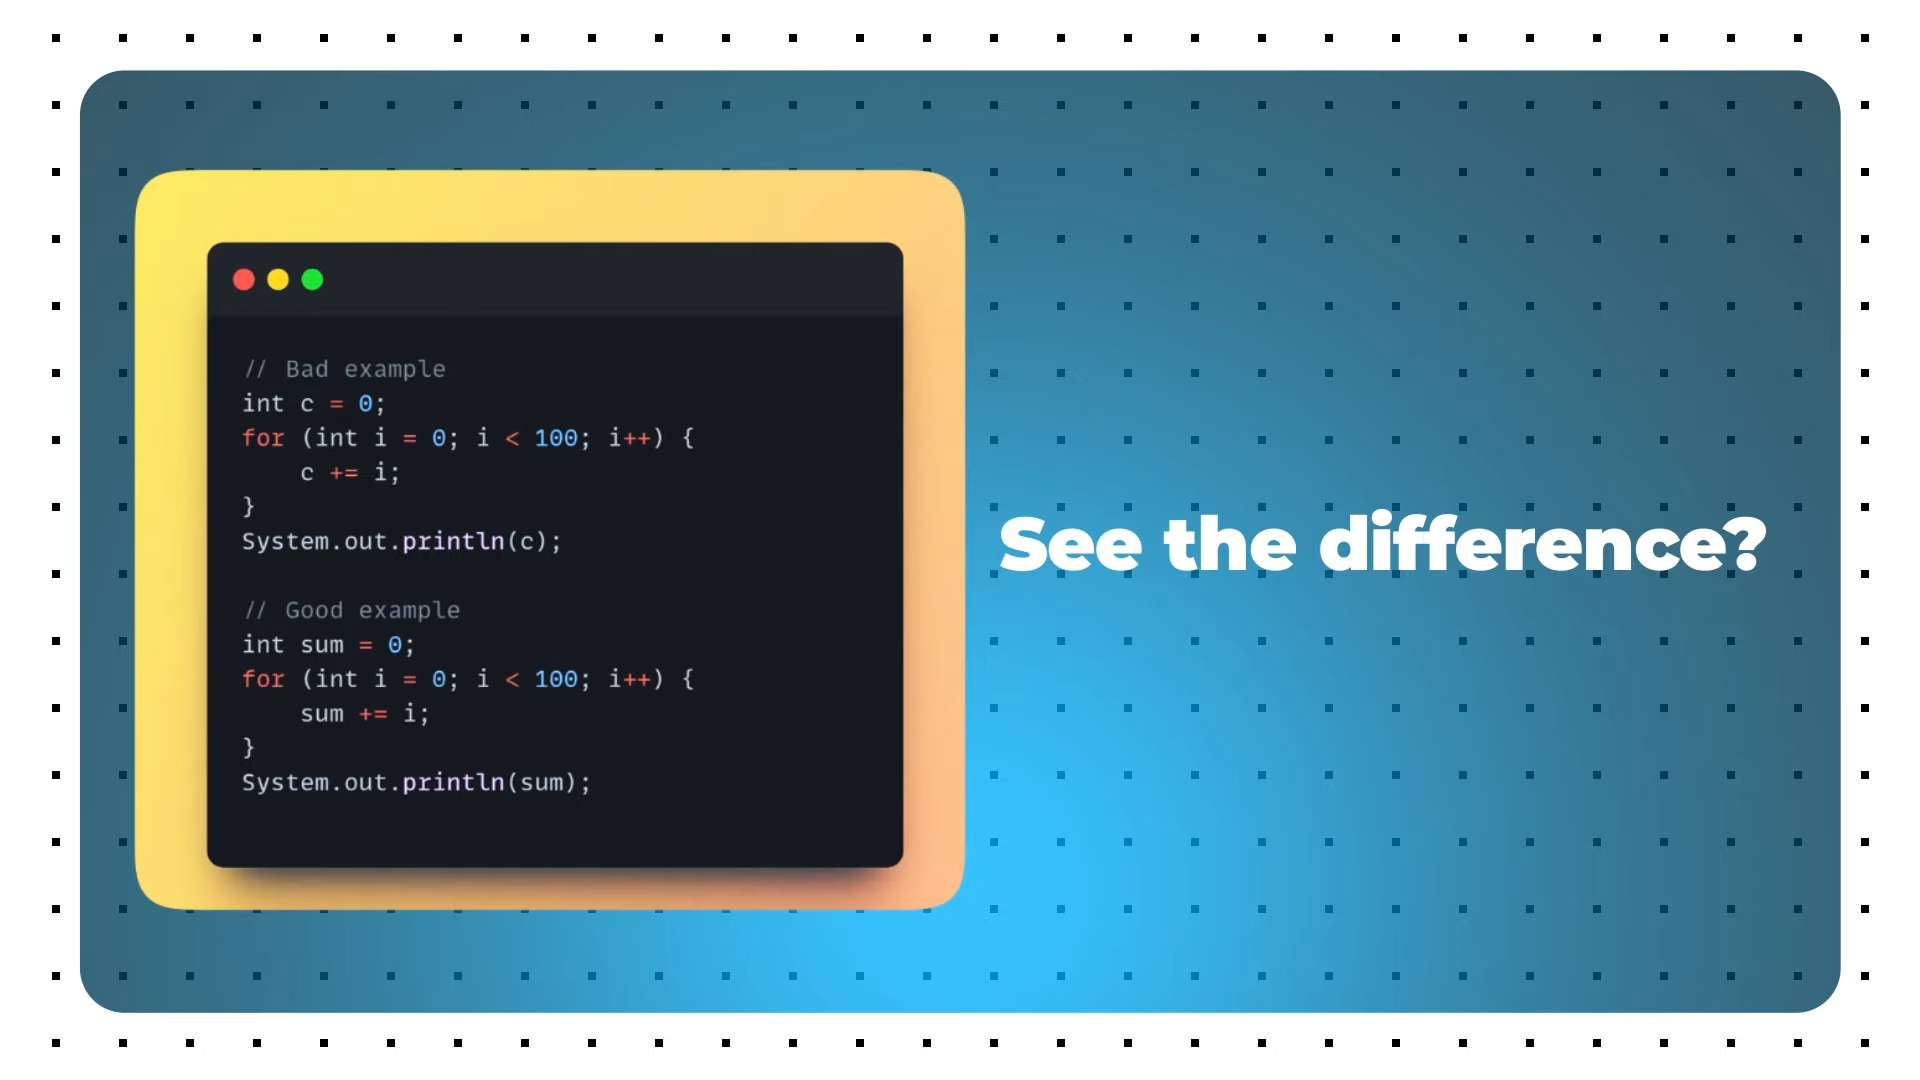 // Bad example
int c = 0;
for (int i = 0; i < 100; i++) {
    c += i;
}
System.out.println(c);

// Good example
int sum = 0;
for (int i = 0; i < 100; i++) {
    sum += i;
}
System.out.println(sum);
See the difference?